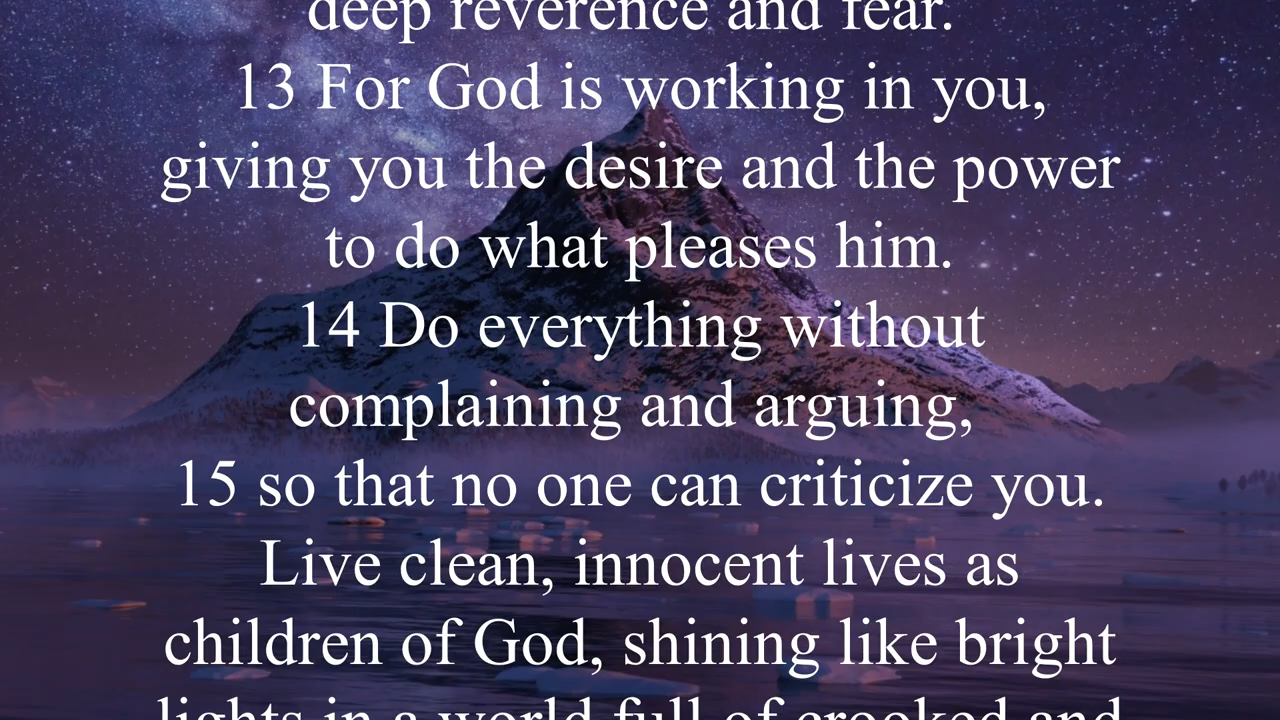 deep reverence and fear.
13 For God is working in you,
giving you the desire and the power
to do what pleases him.
14 Do everything without
complaining and arguing,
15 so that no one can criticize you.
Live clean, innocent lives as
children of God, shining like bright
lights in a world full of crooked and